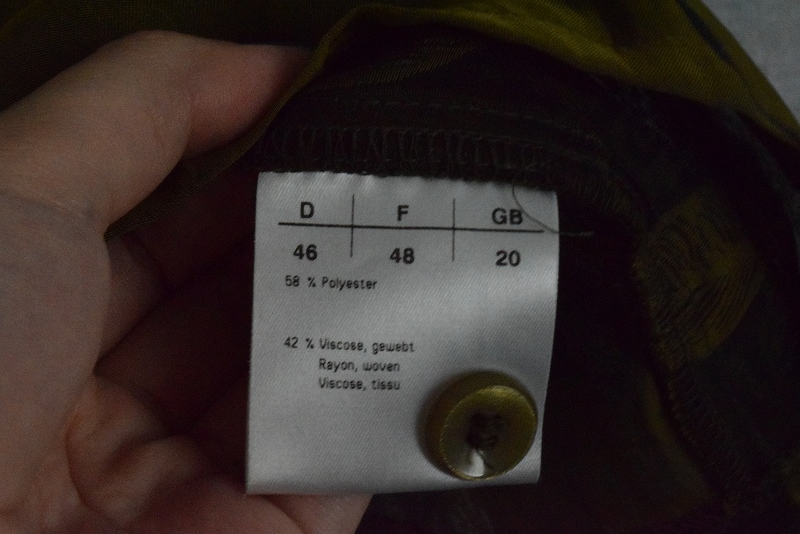 D F GB
46 48 20
58 % Polyester
42 % Viscose, gewebt
Rayon, woven
Viscose, tissu